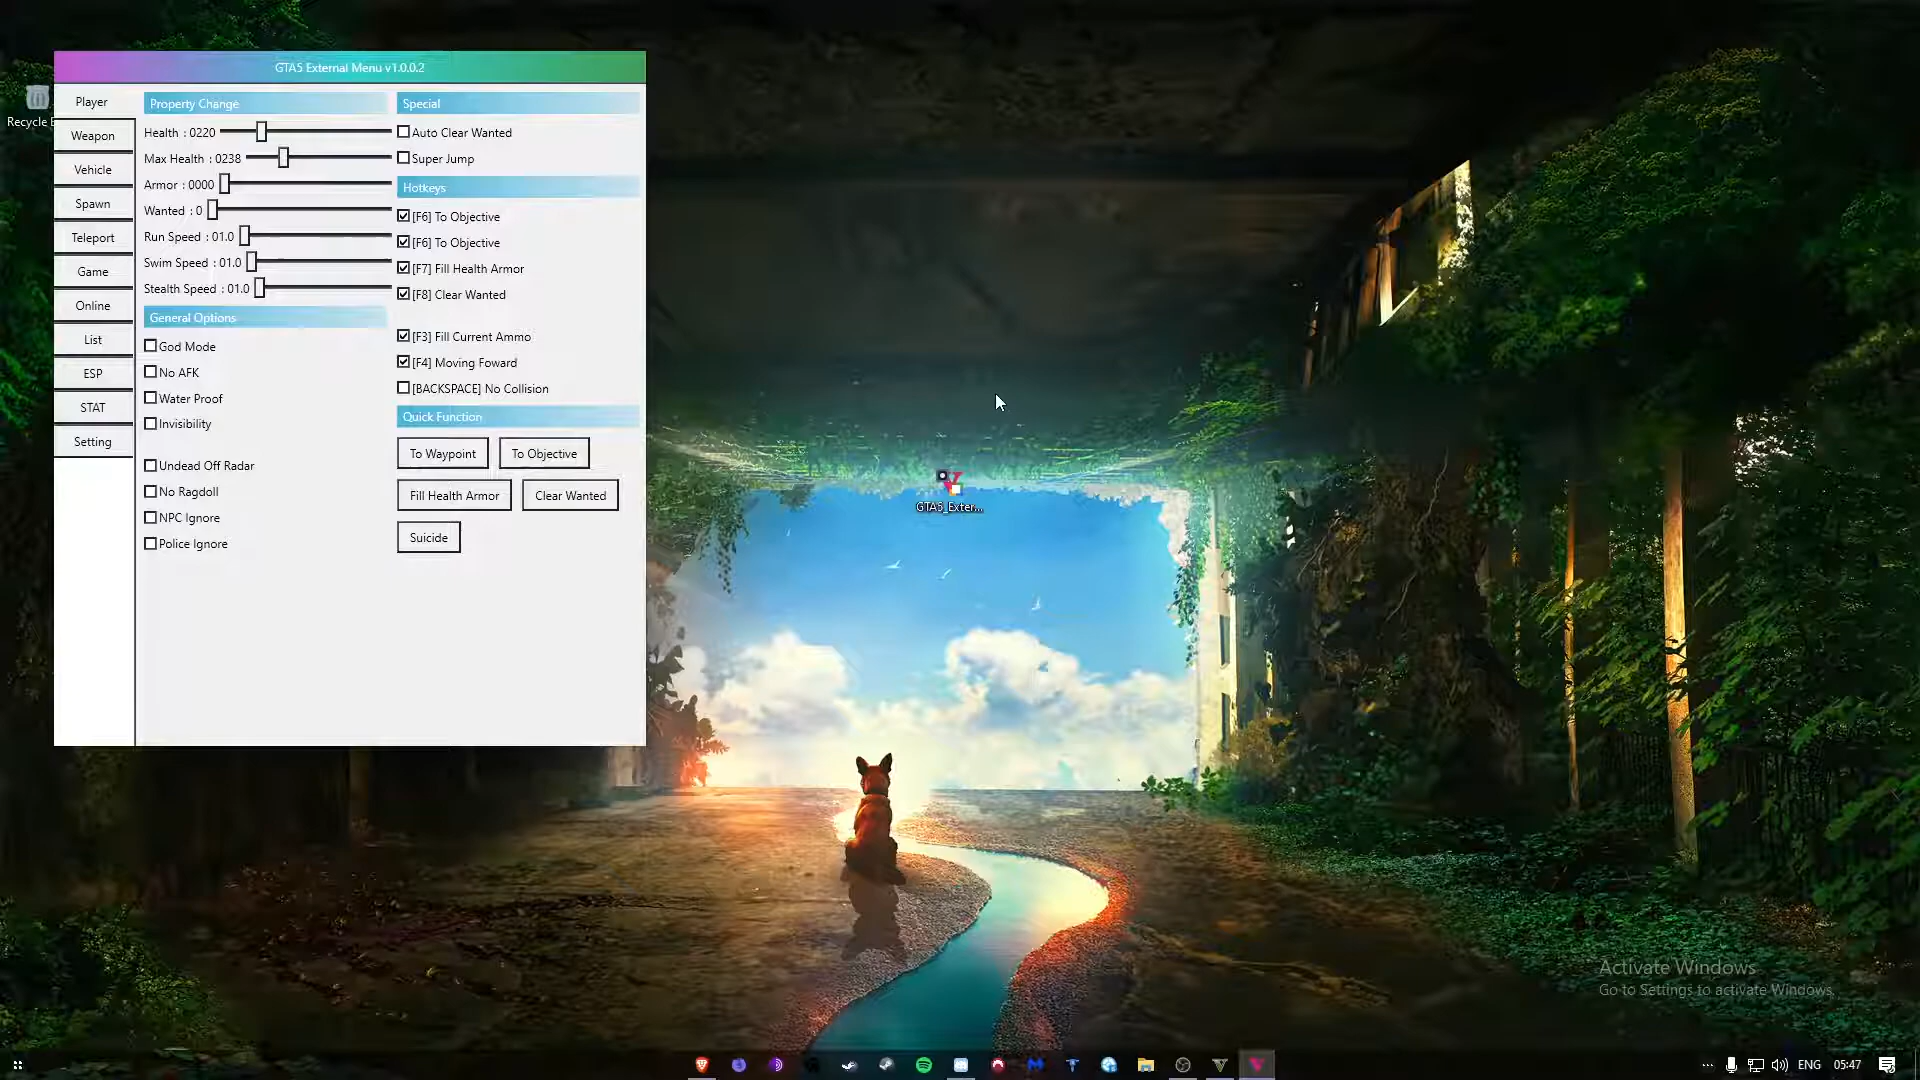 GTA5 External Menu v1.0.0.2
Recycle
Player
Weapon
Vehicle
Spawn
Teleport
Game
Online
List
ESP
STAT
Setting
Property Change
Health : 0220
Max Health : 0238
Armor : 0000
Wanted : 0
Run Speed : 01.0
Swim Speed : 01.0
Stealth Speed : 01.0
General Options
God Mode
No AFK
Water Proof
Invisibility
Undead Off Radar
No Ragdoll
NPC Ignore
Police Ignore
Special
Auto Clear Wanted
Super Jump
Hotkeys
[F6] To Objective
[F6] To Objective
[F7] Fill Health Armor
[F8] Clear Wanted
[F3] Fill Current Ammo
[F4] Moving Foward
[BACKSPACE] No Collision
Quick Function
To Waypoint
To Objective
Fill Health Armor
Clear Wanted
Suicide
GTA5_Exter...
Activate Windows
Go to Settings to activate Windows.
ENG
05:47